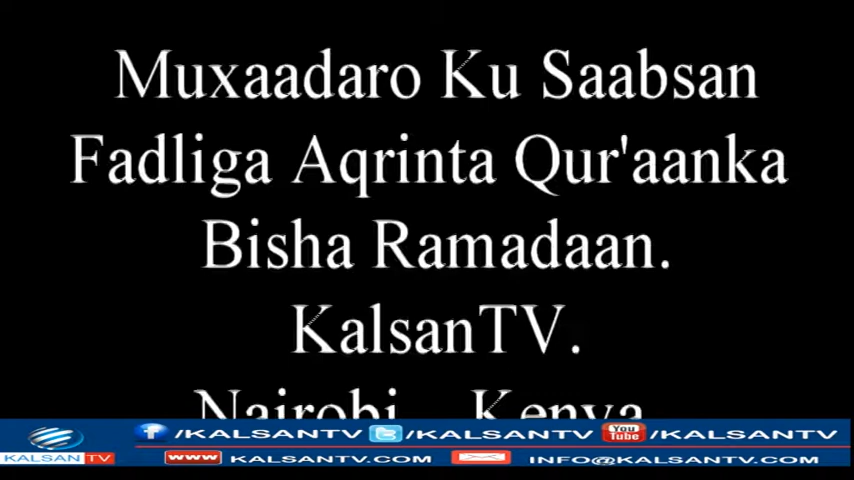 Muxaadaro Ku Saabsan
Fadliga Aqrinta Qur'aanka
Bisha Ramadaan.
KalsanTV.
Nairobi Kenya
/KALSANTV /KALSANTV You Tube /KALSANTV
KALSAN TV www KALSANTV.COM INFO@KALSANTV.COM